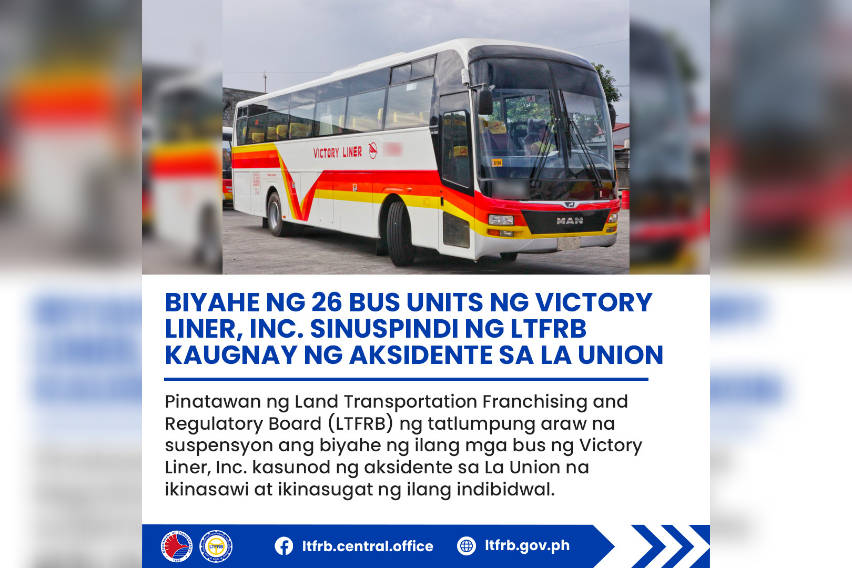 VICTORY LINER
MAN
BIYAHE NG 26 BUS UNITS NG VICTORY
LINER, INC. SINUSPINDI NG LTFRB
KAUGNAY NG AKSIDENTE SA LA UNION
Pinatawan ng Land Transportation Franchising and
Regulatory Board (LTFRB) ng tatlumpung araw na
suspensyon ang biyahe ng ilang mga bus ng Victory
Liner, Inc. kasunod ng aksidente sa La Union na
ikinasawi at ikinasugat ng ilang indibidwal.
ltfrb.central.office
ltfrb.gov.ph